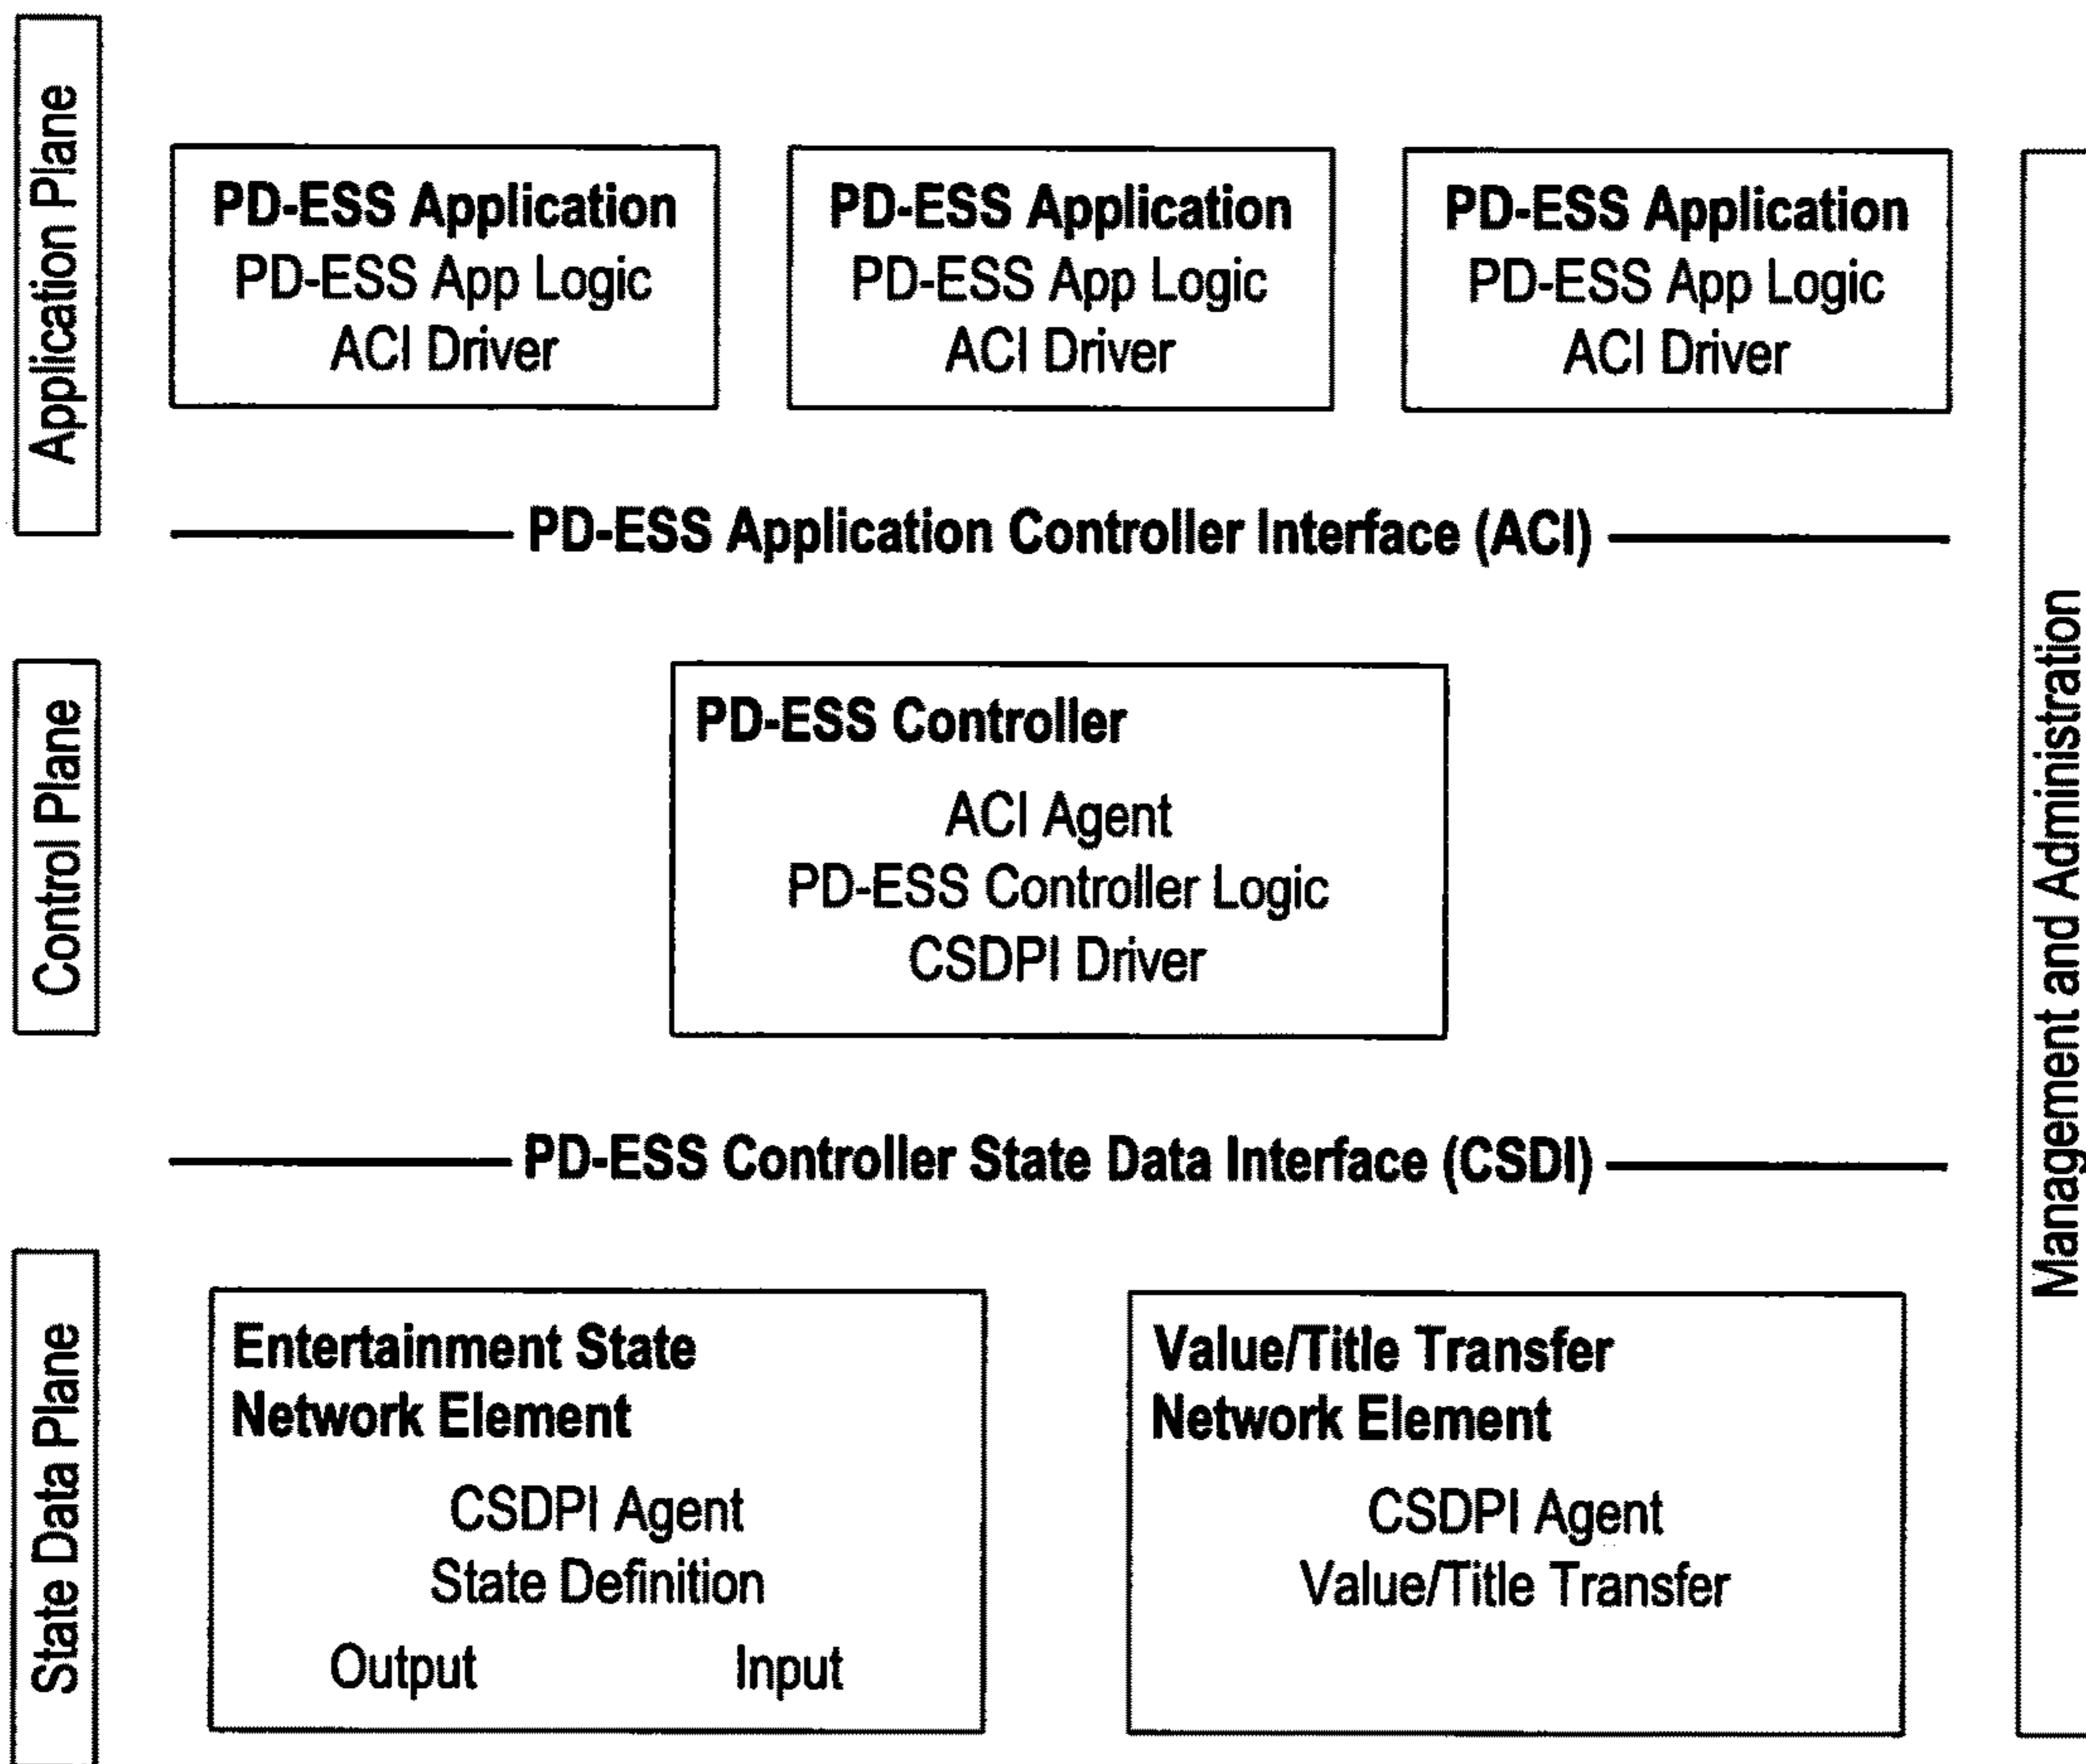 Application Plane
PD-ESS Application
PD-ESS App Logic
ACI Driver
PD-ESS Application
PD-ESS App Logic
ACI Driver
PD-ESS Application
PD-ESS App Logic
ACI Driver
PD-ESS Application Controller Interface (ACI)
Control Plane
PD-ESS Controller
ACI Agent
PD-ESS Controller Logic
CSDPI Driver
Management and Administration
PD-ESS Controller State Data Interface (CSDI)
State Data Plane
Entertainment State
Network Element
CSDPI Agent
State Definition
Output Input
Value/Title Transfer
Network Element
CSDPI Agent
Value/Title Transfer